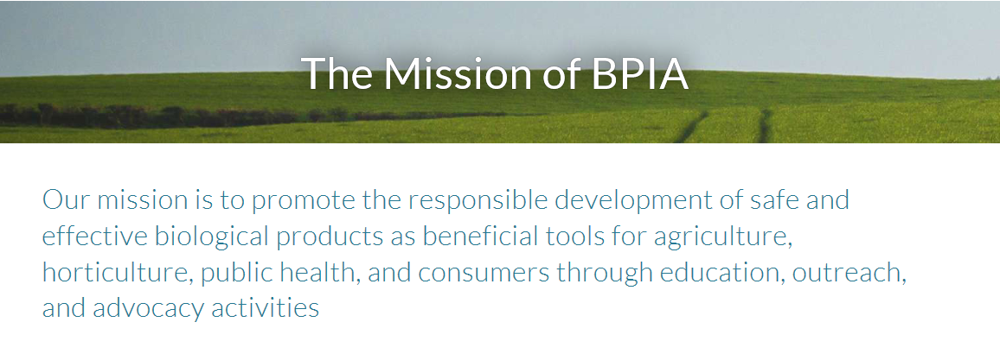 The Mission of BPIA
Our mission is to promote the responsible development of safe and
effective biological products as beneficial tools for agriculture,
horticulture, public health, and consumers through education, outreach,
and advocacy activities